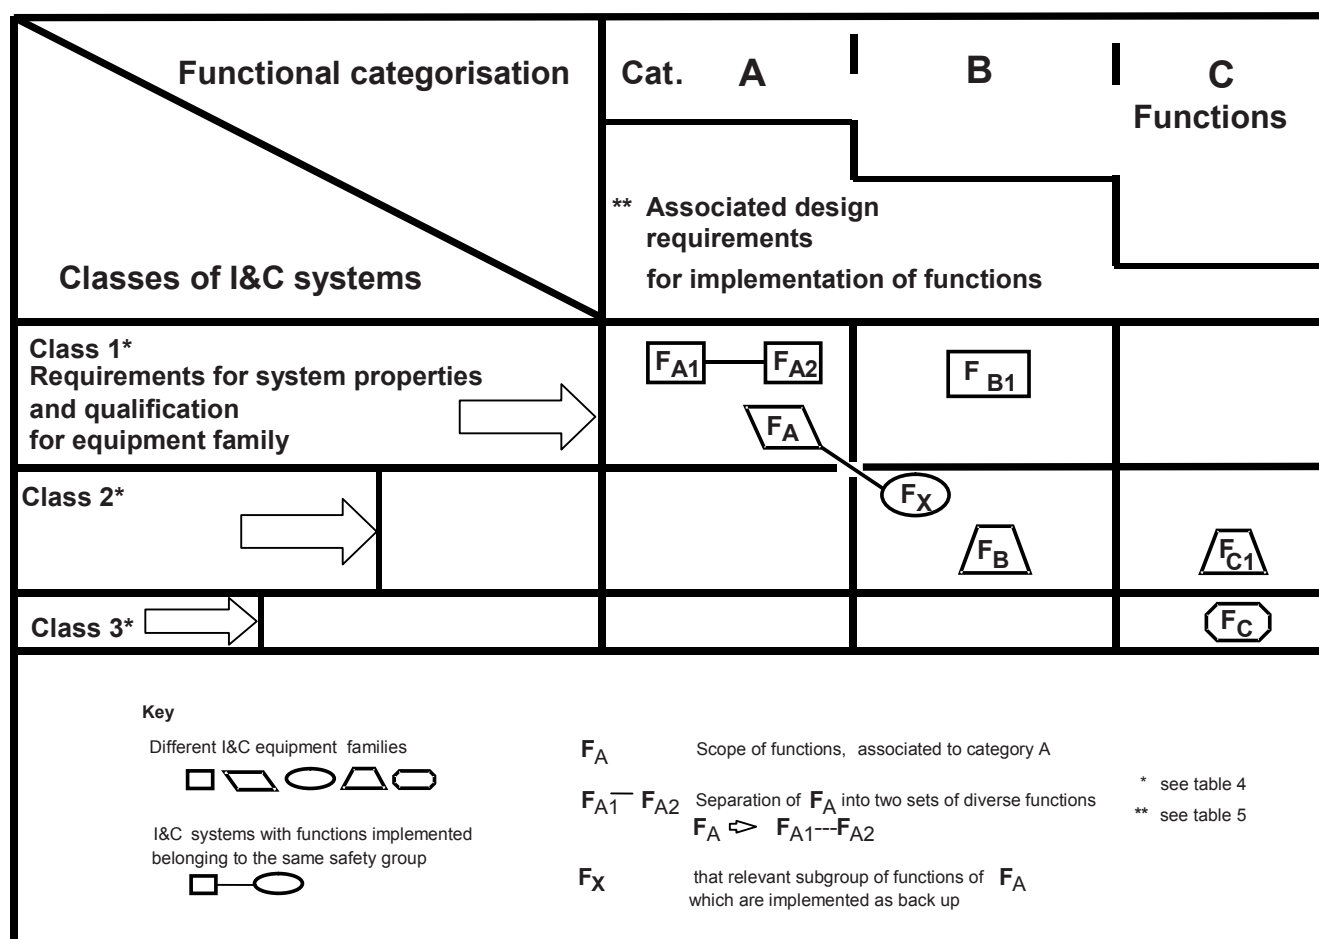 Functional categorisation
Classes of I&C systems
Cat. A B C
Functions
** Associated design
requirements
for implementation of functions
Class 1*
Requirements for system properties
and qualification
for equipment family
FA1 FA2 F B1
FA
Class 2*
FX
FB FC1
Class 3*
FC
Key
Different I&C equipment families
I&C systems with functions implemented
belonging to the same safety group
FA Scope of functions, associated to category A
FA1 FA2 Separation of FA into two sets of diverse functions
FA ⇨ FA1---FA2
FX that relevant subgroup of functions of FA
which are implemented as back up
* see table 4
** see table 5